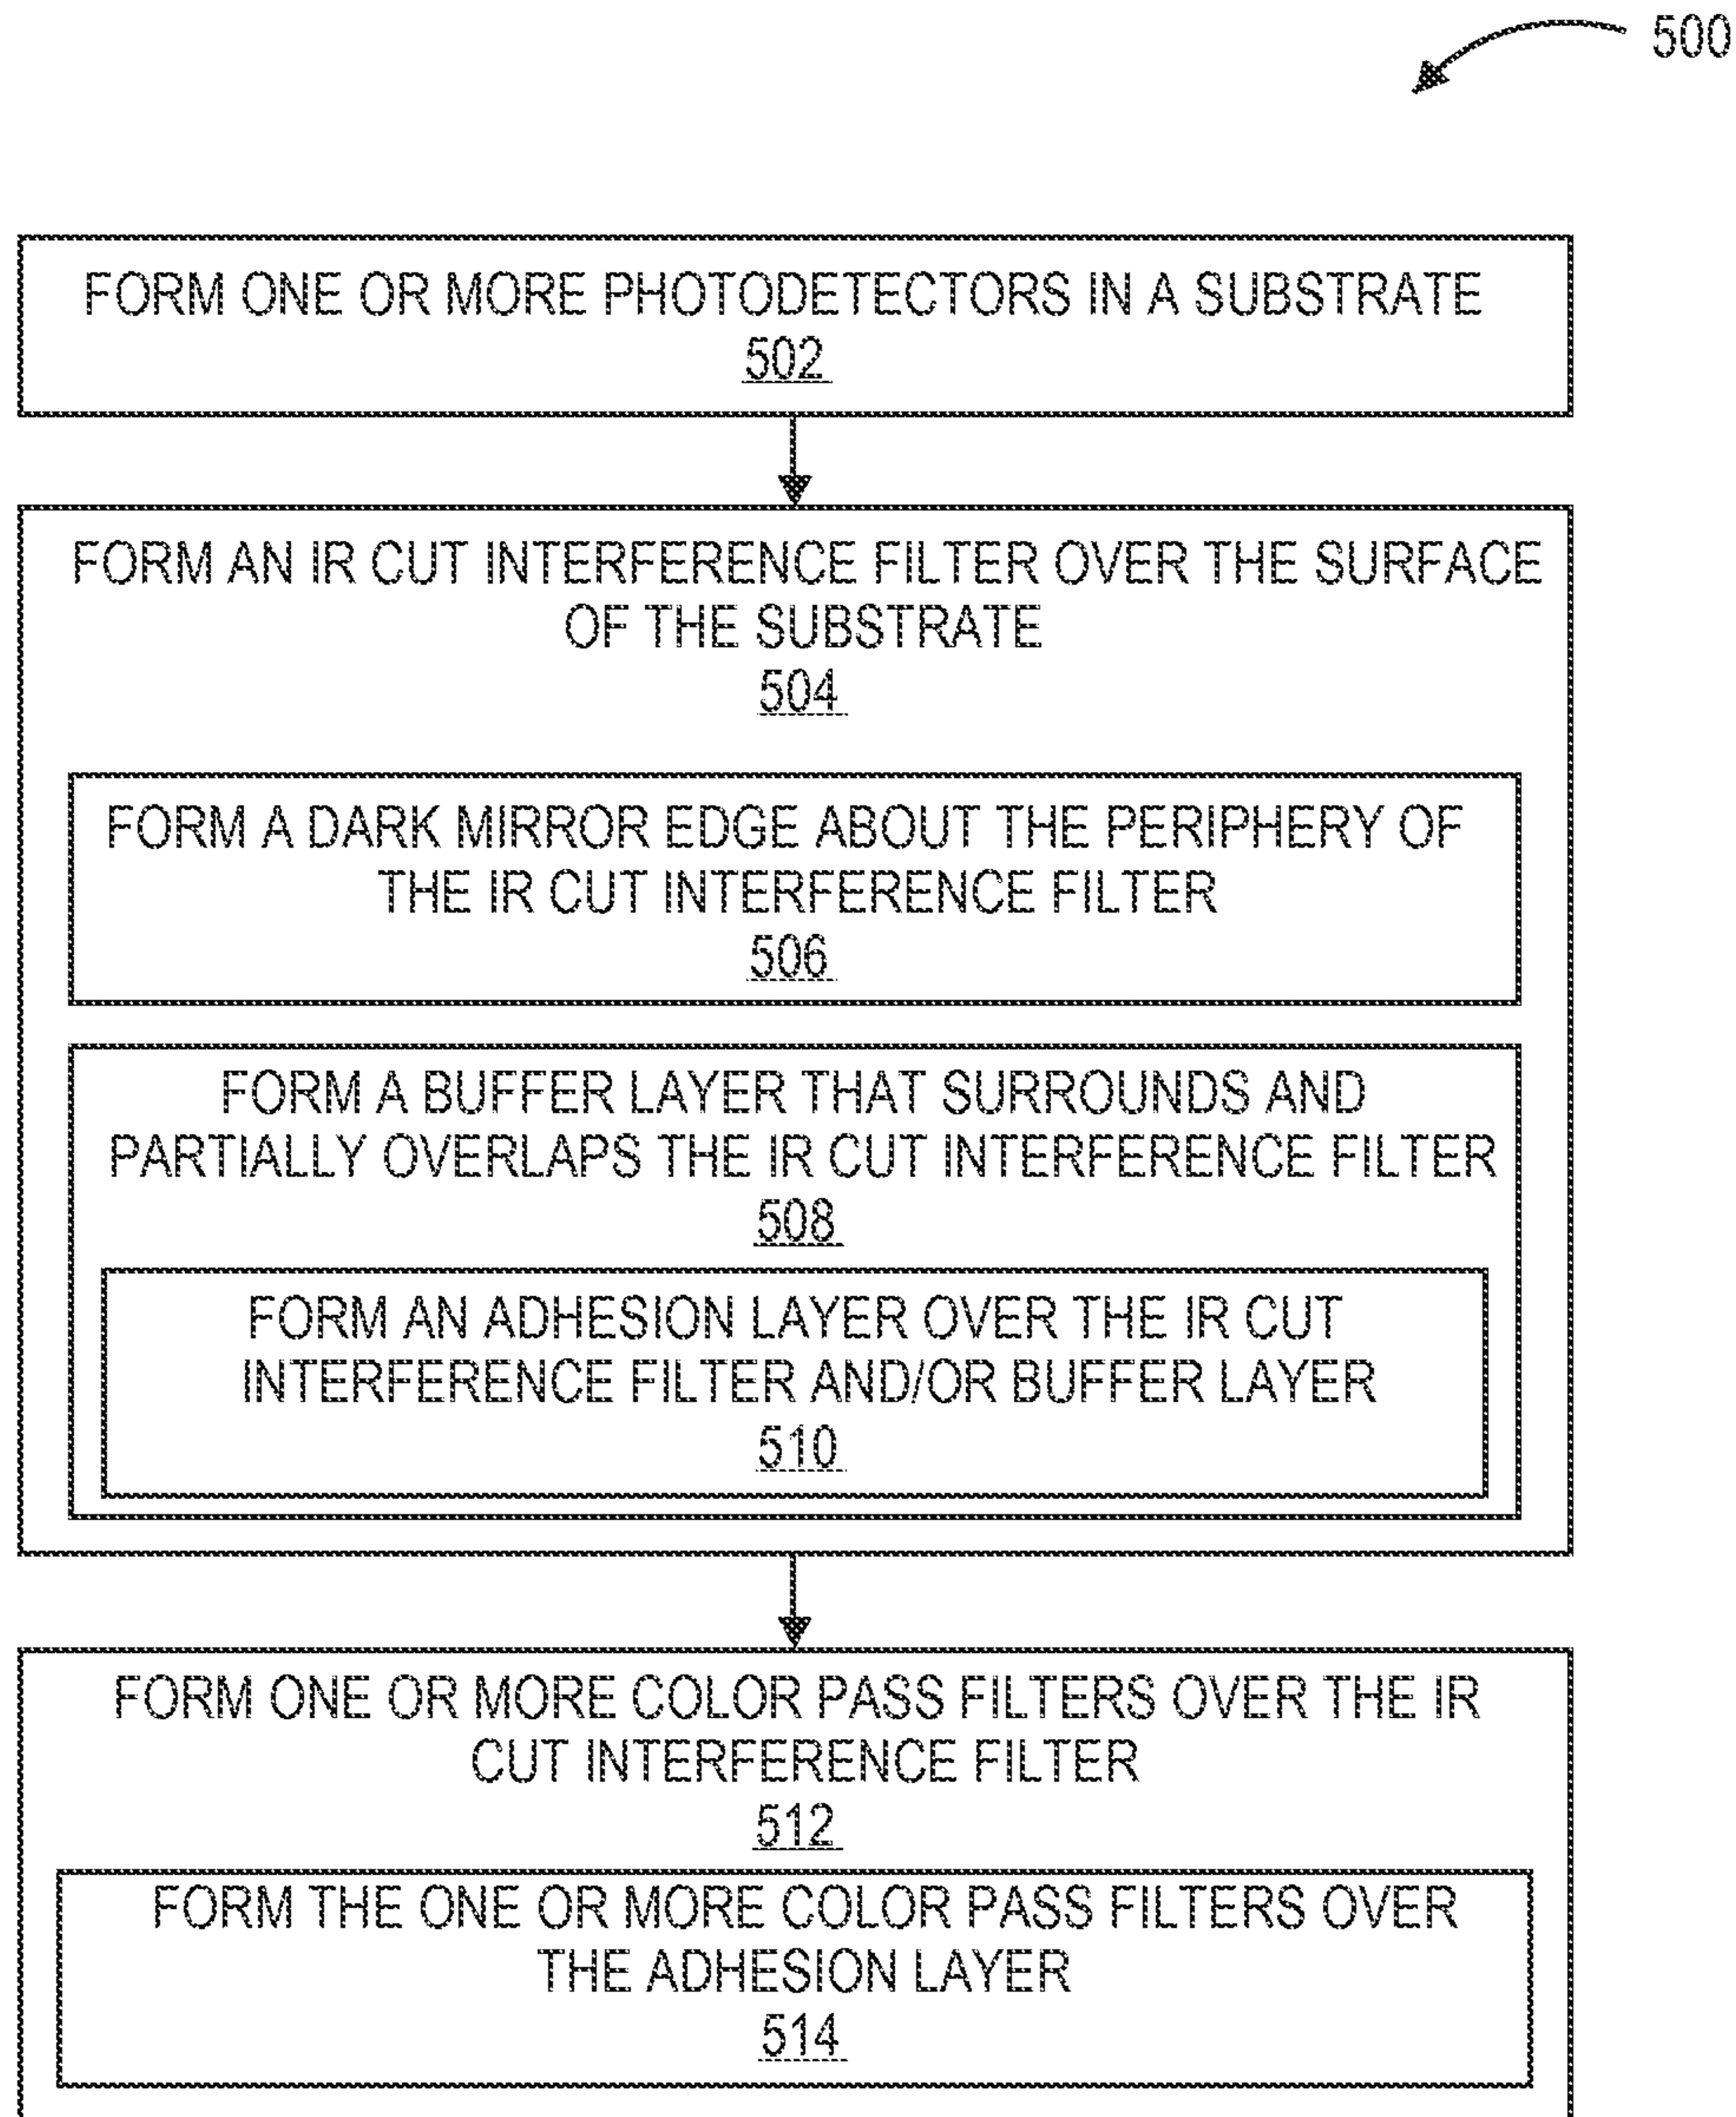 500
FORM ONE OR MORE PHOTODETECTORS IN A SUBSTRATE
502
FORM AN IR CUT INTERFERENCE FILTER OVER THE SURFACE
OF THE SUBSTRATE
504
FORM A DARK MIRROR EDGE ABOUT THE PERIPHERY OF
THE IR CUT INTERFERENCE FILTER
506
FORM A BUFFER LAYER THAT SURROUNDS AND
PARTIALLY OVERLAPS THE IR CUT INTERFERENCE FILTER
508
FORM AN ADHESION LAYER OVER THE IR CUT
INTERFERENCE FILTER AND/OR BUFFER LAYER
510
FORM ONE OR MORE COLOR PASS FILTERS OVER THE IR
CUT INTERFERENCE FILTER
512
FORM THE ONE OR MORE COLOR PASS FILTERS OVER
THE ADHESION LAYER
514